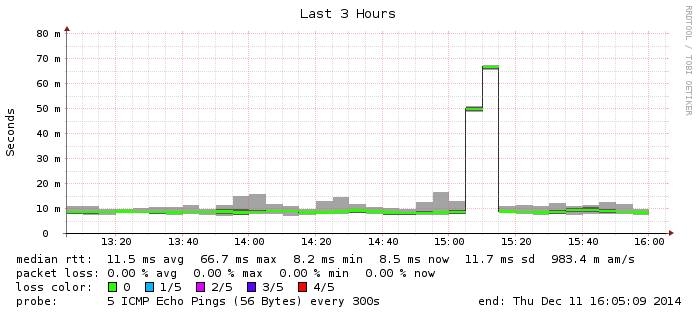 Last 3 Hours
RRDTOOL / TOBI OETIKER
Seconds
80 m
70 m
60 m
50 m
40 m
30 m
20 m
10 m
0
13:20 13:40 14:00 14:20 14:40 15:00 15:20 15:40 16:00
median rtt: 11.5 ms avg 66.7 ms max 8.2 ms min 8.5 ms now 11.7 ms sd 983.4 m am/s
packet loss: 0.00 % avg 0.00 % max 0.00 % min 0.00 % now
loss color: 0 1/5 2/5 3/5 4/5
probe: 5 ICMP Echo Pings (56 Bytes) every 300s end: Thu Dec 11 16:05:09 2014